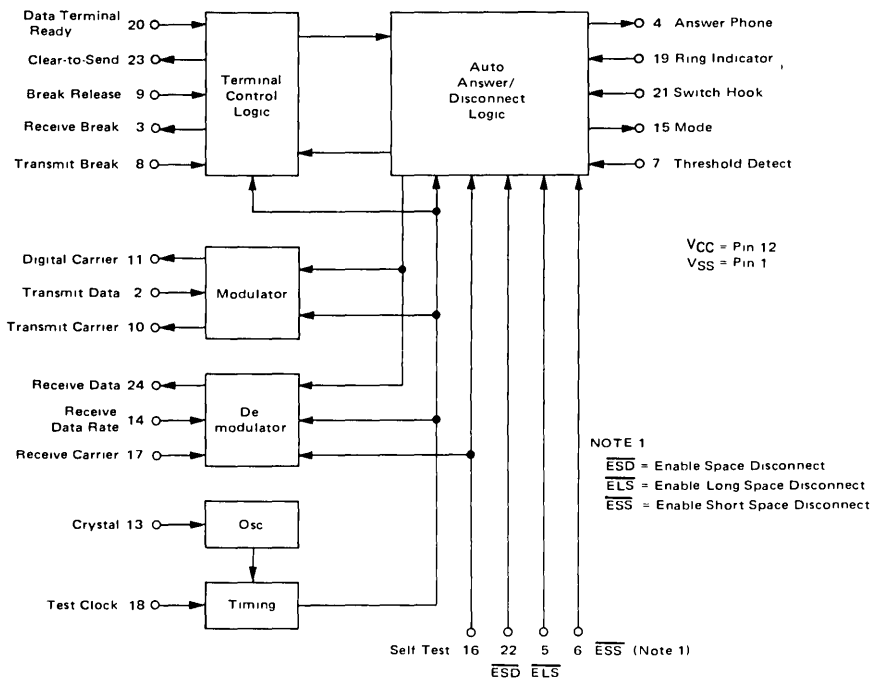 Data Terminal
Ready 20
Clear-to-Send 23
Break Release 9
Receive Break 3
Transmit Break 8
Terminal
Control
Logic
Auto
Answer/
Disconnect
Logic
4 Answer Phone
19 Ring Indicator
21 Switch Hook
15 Mode
7 Threshold Detect
VCC = Pin 12
VSS = Pin 1
Digital Carrier 11
Transmit Data 2
Transmit Carrier 10
Modulator
Receive Data 24
Receive
Data Rate 14
Receive Carrier 17
De
modulator
NOTE 1
ESD = Enable Space Disconnect
ELS = Enable Long Space Disconnect
ESS = Enable Short Space Disconnect
Crystal 13
Osc
Test Clock 18
Timing
Self Test 16 22 5 6 ESS (Note 1)
ESD ELS